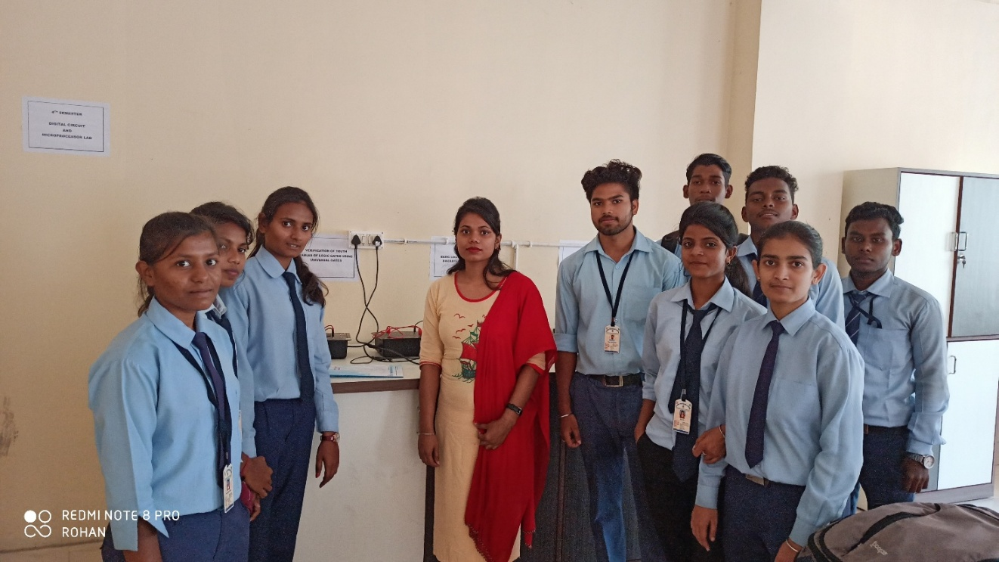 4TH SEMESTER
DIGITAL CIRCUIT
AND
MICROPROCESSOR LAB
VERIFICATION OF TRUTH
TABLES OF LOGIC GATES USING
UNIVERSAL GATES
REDMI NOTE 8 PRO
ROHAN